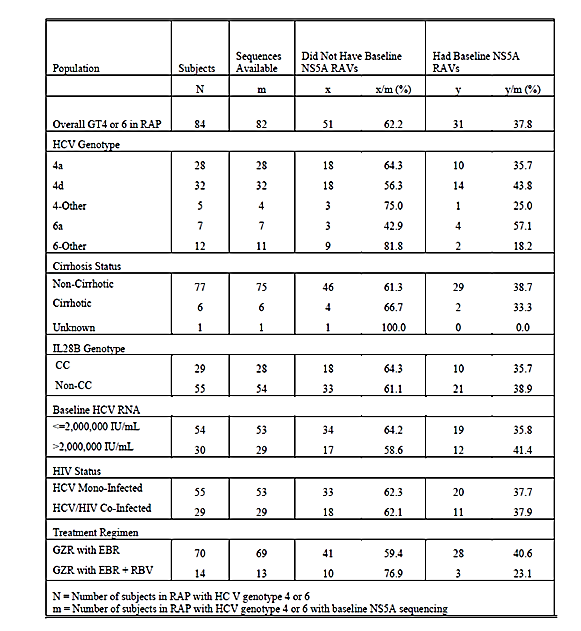 Population Subjects Sequences Available Did Not Have Baseline NS5A RAVs Had Baseline NS5A RAVs
N m x x/m (%) y y/m (%)
Overall GT4 or 6 in RAP 84 82 51 62.2 31 37.8
HCV Genotype
4a 28 28 18 64.3 10 35.7
4d 32 32 18 56.3 14 43.8
4-Other 5 4 3 75.0 1 25.0
6a 7 7 3 42.9 4 57.1
6-Other 12 11 9 81.8 2 18.2
Cirrhosis Status
Non-Cirrhotic 77 75 46 61.3 29 38.7
Cirrhotic 6 6 4 66.7 2 33.3
Unknown 1 1 1 100.0 0 0.0
IL28B Genotype
CC 29 28 18 64.3 10 35.7
Non-CC 55 54 33 61.1 21 38.9
Baseline HCV RNA
<=2,000,000 IU/mL 54 53 34 64.2 19 35.8
>2,000,000 IU/mL 30 29 17 58.6 12 41.4
HIV Status
HCV Mono-Infected 55 53 33 62.3 20 37.7
HCV/HIV Co-Infected 29 29 18 62.1 11 37.9
Treatment Regimen
GZR with EBR 70 69 41 59.4 28 40.6
GZR with EBR + RBV 14 13 10 76.9 3 23.1
N = Number of subjects in RAP with HC V genotype 4 or 6
m = Number of subjects in RAP with HCV genotype 4 or 6 with baseline NS5A sequencing